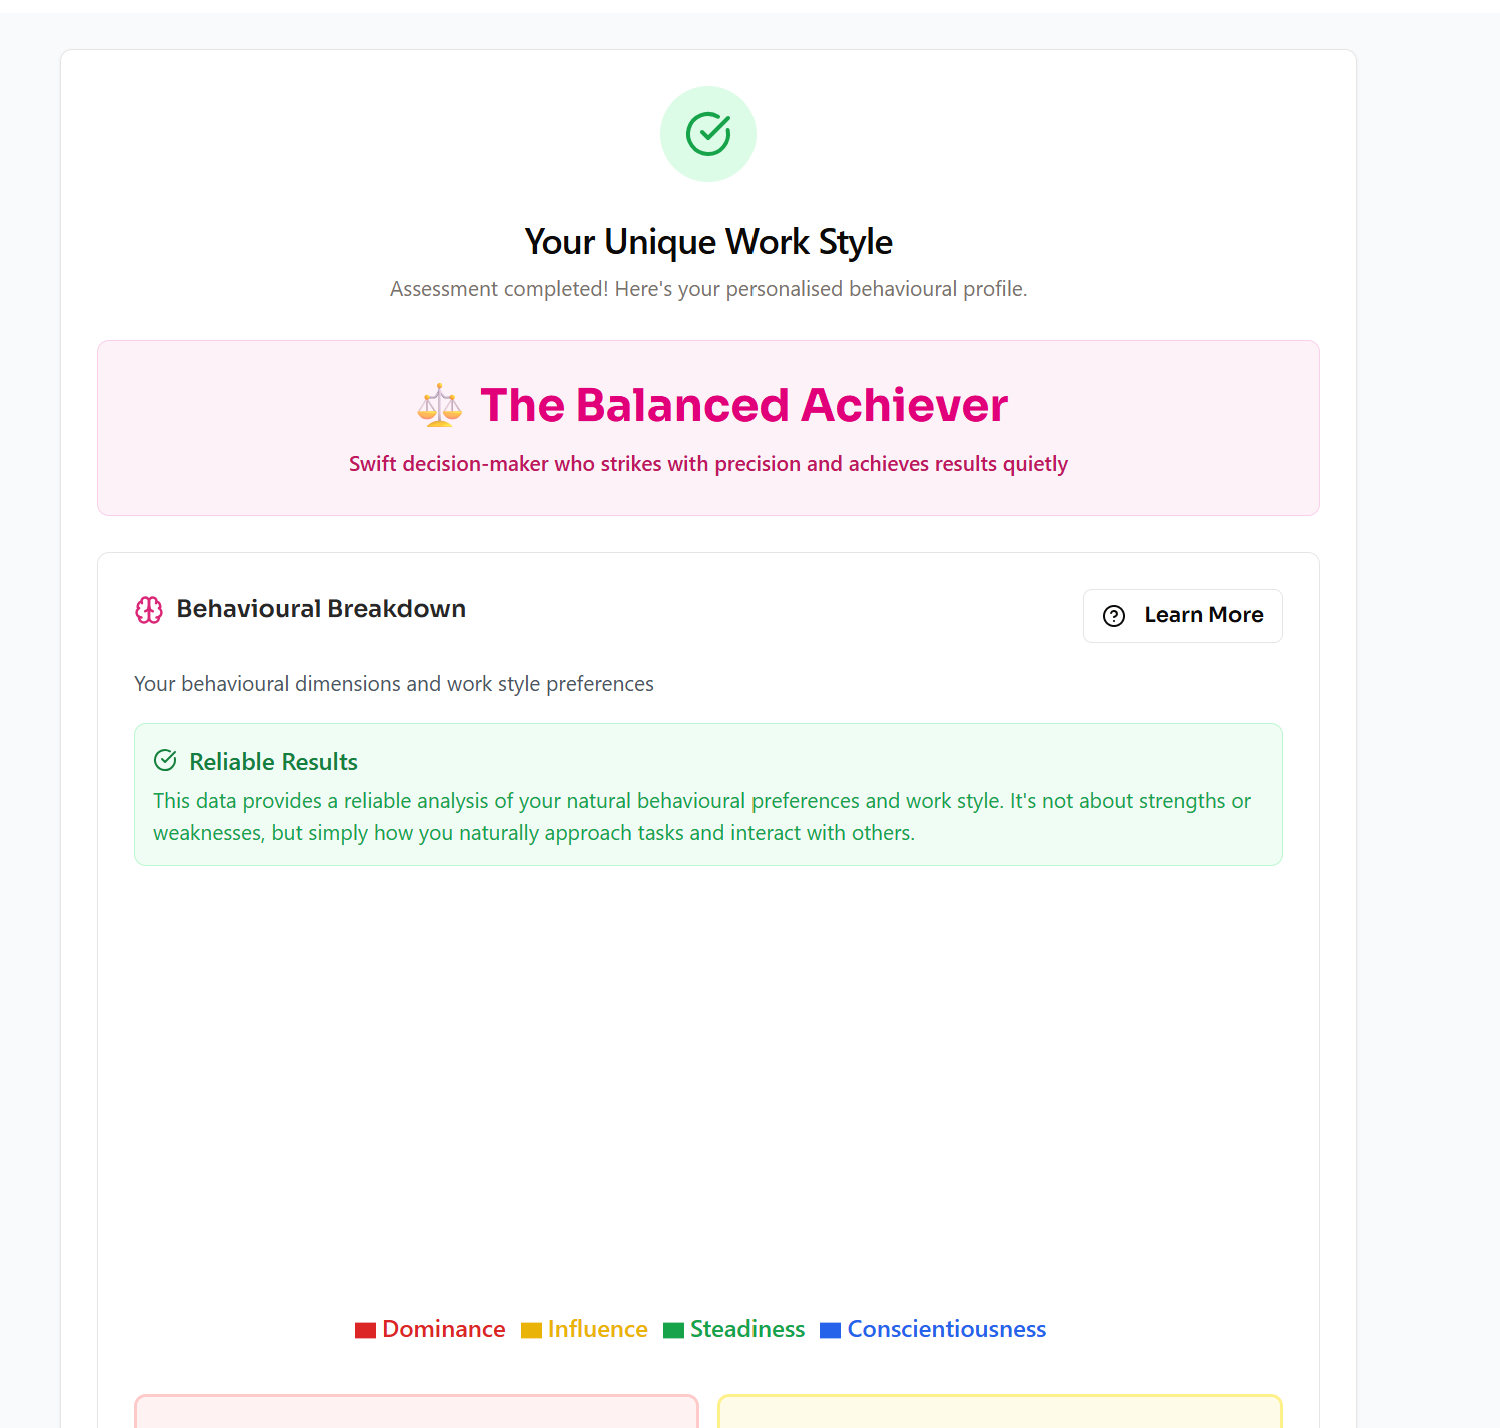 Your Unique Work Style
Assessment completed! Here's your personalised behavioural profile.
The Balanced Achiever
Swift decision-maker who strikes with precision and achieves results quietly
Behavioural Breakdown
Learn More
Your behavioural dimensions and work style preferences
Reliable Results
This data provides a reliable analysis of your natural behavioural preferences and work style. It's not about strengths or
weaknesses, but simply how you naturally approach tasks and interact with others.
Dominance Influence Steadiness Conscientiousness